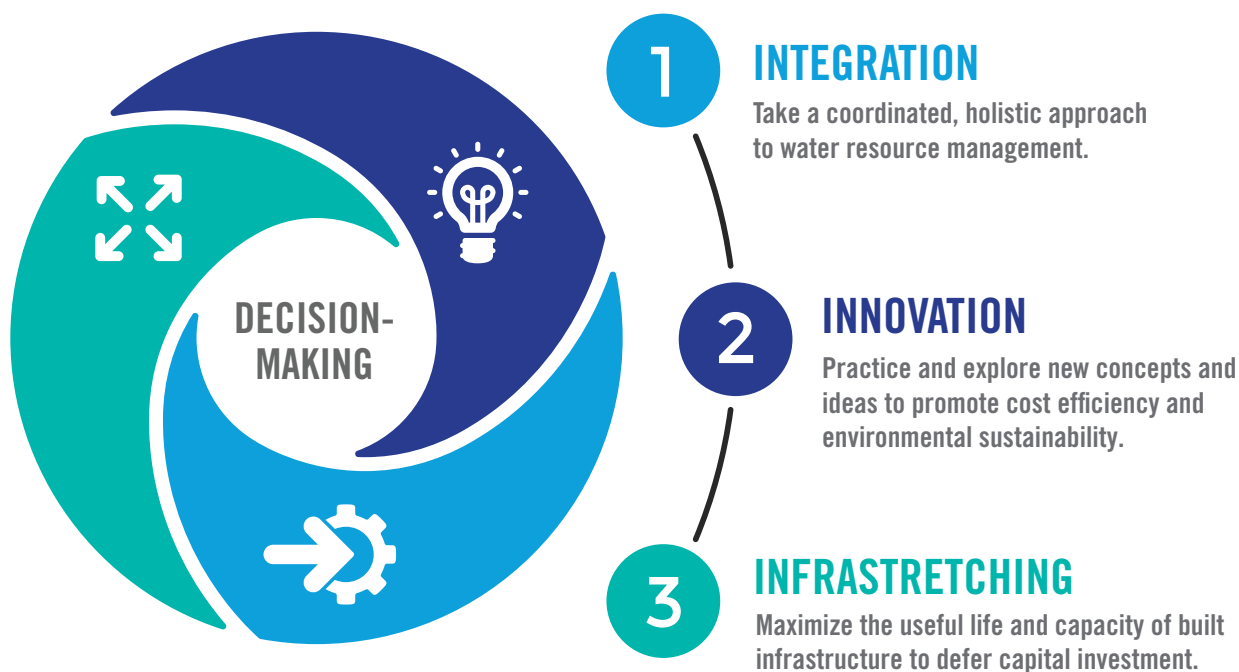 DECISION-
MAKING
1
INTEGRATION
Take a coordinated, holistic approach
to water resource management.
2
INNOVATION
Practice and explore new concepts and
ideas to promote cost efficiency and
environmental sustainability.
3
INFRASTRETCHING
Maximize the useful life and capacity of built
infrastructure to defer capital investment.